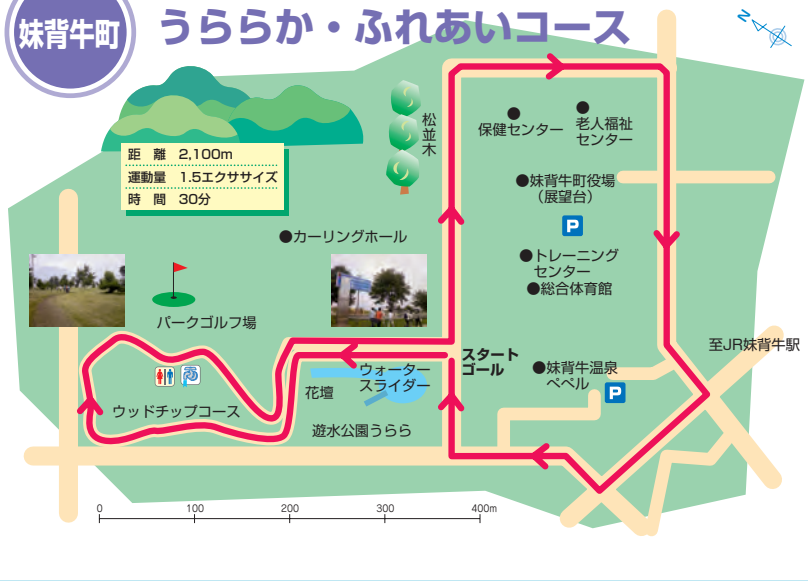 妹背牛町
うららか・ふれあいコース
N
距　離　2,100m
運動量　1.5エクササイズ
時　間　30分
松並木
●保健センター
●老人福祉
センター
●妹背牛町役場
（展望台）
P
●カーリングホール
●トレーニング
センター
●総合体育館
パークゴルフ場
スタート
ゴール
至JR妹背牛駅
ウォーター
スライダー
●妹背牛温泉
ペペル
P
花壇
ウッドチップコース
遊水公園うらら
0 100 200 300 400m